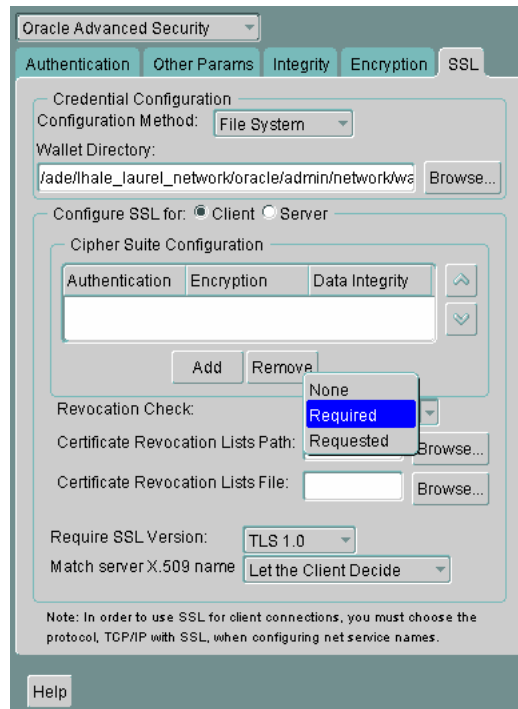 Oracle Advanced Security
Authentication Other Params Integrity Encryption SSL
Credential Configuration
Configuration Method: File System
Wallet Directory:
/ade/lhale_laurel_network/oracle/admin/network/wa Browse...
Configure SSL for: Client Server
Cipher Suite Configuration
Authentication Encryption Data Integrity
Add Remove
None
Revocation Check: Required
Requested
Certificate Revocation Lists Path: Browse...
Certificate Revocation Lists File: Browse...
Require SSL Version: TLS 1.0
Match server X.509 name Let the Client Decide
Note: In order to use SSL for client connections, you must choose the
protocol, TCP/IP with SSL, when configuring net service names.
Help